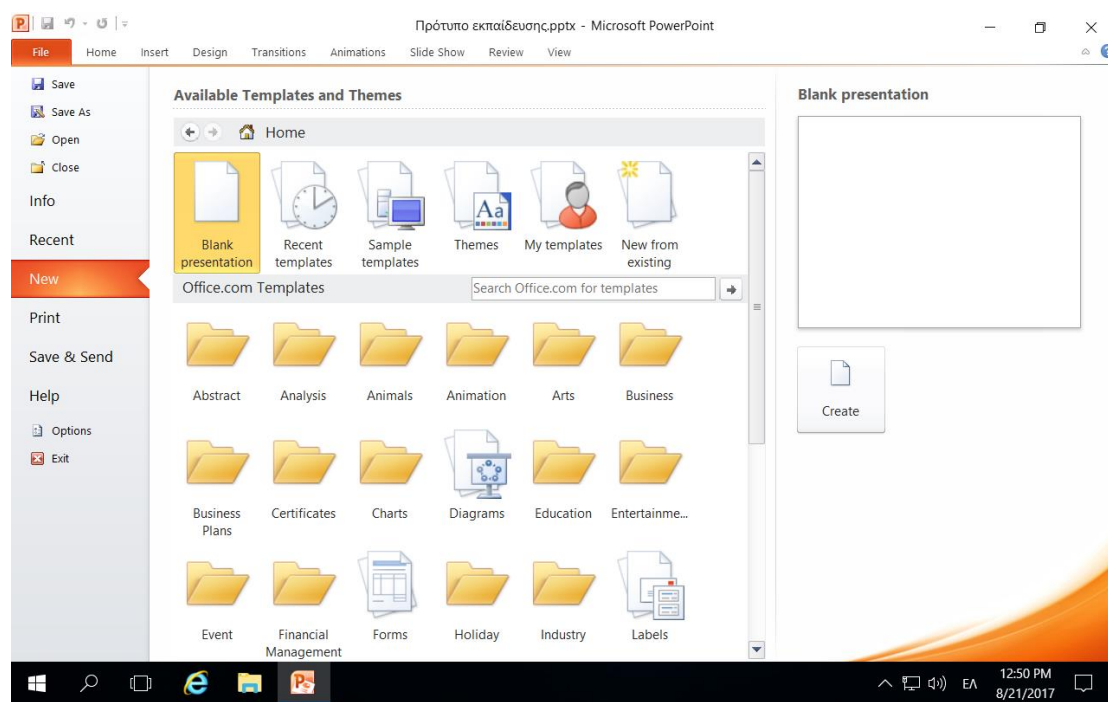 Πρότυπο εκπαίδευσης.pptx - Microsoft PowerPoint
File Home Insert Design Transitions Animations Slide Show Review View
Save
Save As
Open
Close
Info
Recent
New
Print
Save & Send
Help
Options
Exit
Available Templates and Themes
Home
Blank presentation
Recent templates
Sample templates
Themes
My templates
New from existing
Office.com Templates
Search Office.com for templates
Abstract
Analysis
Animals
Animation
Arts
Business
Business Plans
Certificates
Charts
Diagrams
Education
Entertainme...
Event
Financial Management
Forms
Holiday
Industry
Labels
Blank presentation
Create
ΕΛ
12:50 PM
8/21/2017